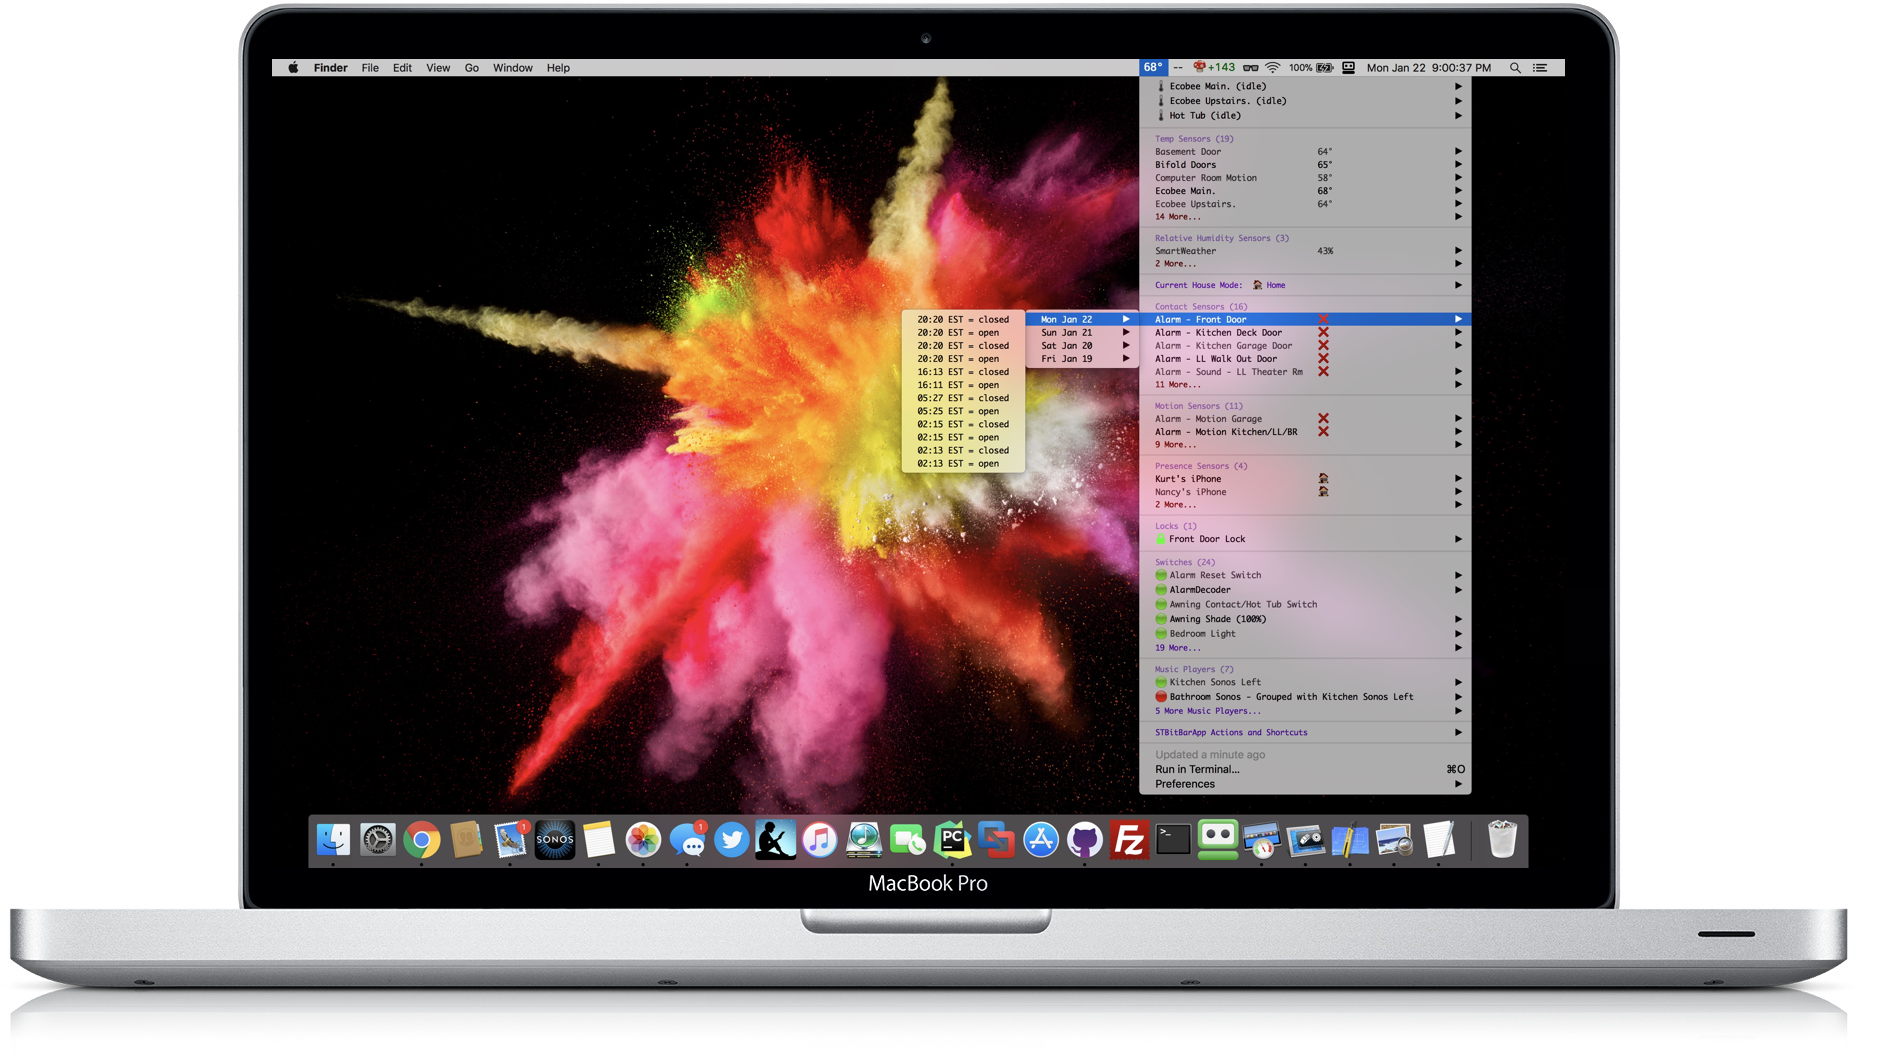 Finder File Edit View Go Window Help
68° -- +143 100% Mon Jan 22 9:00:37 PM
Ecobee Main. (idle)
Ecobee Upstairs. (idle)
Hot Tub (idle)
Temp Sensors (19)
Basement Door 64°
Bifold Doors 65°
Computer Room Motion 58°
Ecobee Main. 68°
Ecobee Upstairs. 64°
14 More...
Relative Humidity Sensors (3)
SmartWeather 43%
2 More...
Current House Mode: Home
Contact Sensors (16)
Alarm - Front Door
Alarm - Kitchen Deck Door
Alarm - Kitchen Garage Door
Alarm - LL Walk Out Door
Alarm - Sound - LL Theater Rm
11 More...
Motion Sensors (11)
Alarm - Motion Garage
Alarm - Motion Kitchen/LL/BR
9 More...
Presence Sensors (4)
Kurt's iPhone
Nancy's iPhone
2 More...
Locks (1)
Front Door Lock
Switches (24)
Alarm Reset Switch
AlarmDecoder
Awning Contact/Hot Tub Switch
Awning Shade (100%)
Bedroom Light
19 More...
Music Players (7)
Kitchen Sonos Left
Bathroom Sonos - Grouped with Kitchen Sonos Left
5 More Music Players...
STBitBarApp Actions and Shortcuts
Updated a minute ago
Run in Terminal... ⌘O
Preferences
Mon Jan 22
Sun Jan 21
Sat Jan 20
Fri Jan 19
20:20 EST = closed
20:20 EST = open
20:20 EST = closed
20:20 EST = open
16:13 EST = closed
16:11 EST = open
05:27 EST = closed
05:25 EST = open
02:15 EST = closed
02:15 EST = open
02:13 EST = closed
02:13 EST = open
1
SONOS
1
PC
FZ
>_
MacBook Pro